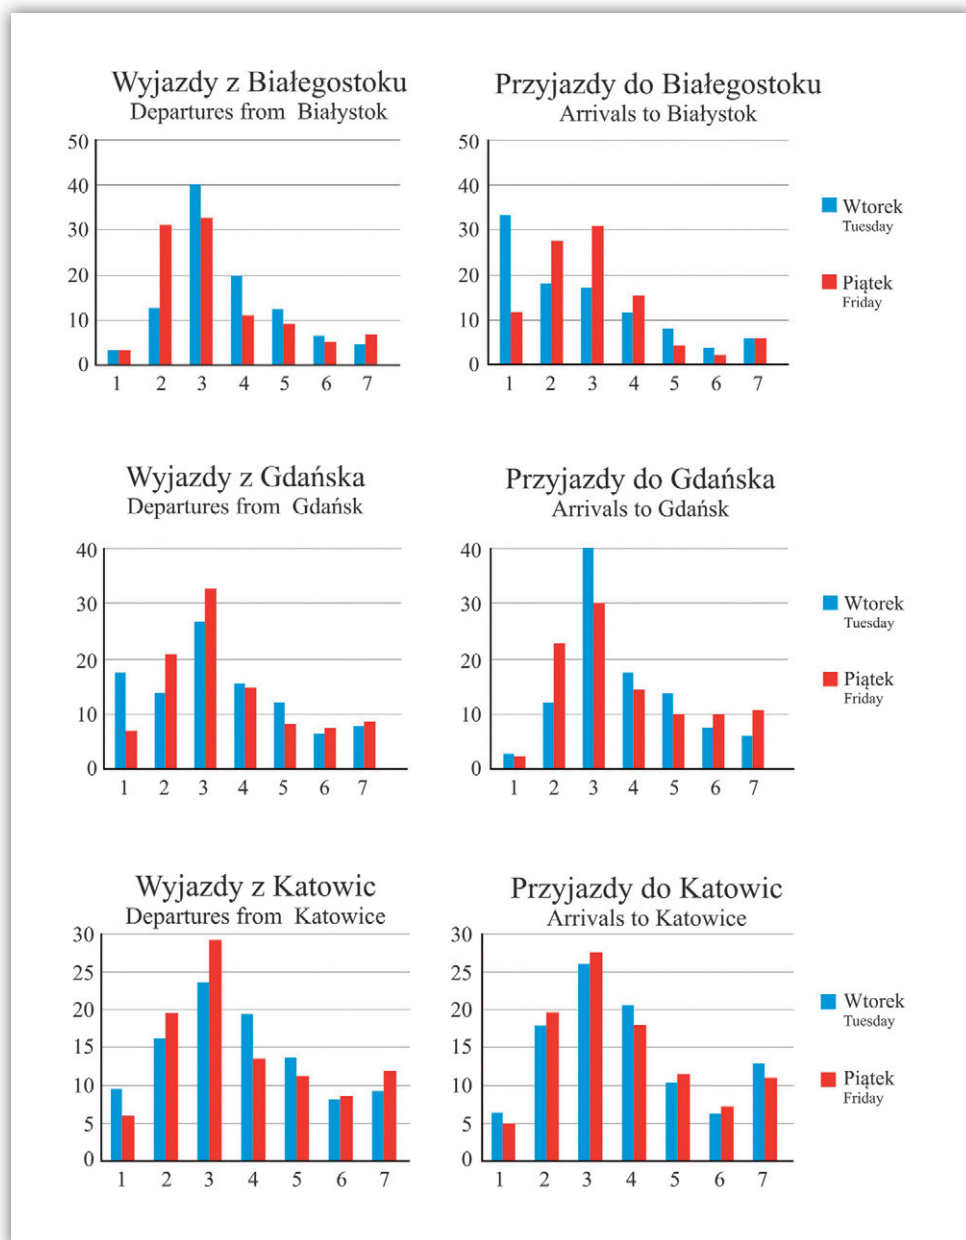 Wyjazdy z Białegostoku
Departures from Białystok
50
40
30
20
10
0
1 2 3 4 5 6 7
Przyjazdy do Białegostoku
Arrivals to Białystok
50
40
30
20
10
0
1 2 3 4 5 6 7
Wtorek
Tuesday
Piątek
Friday
Wyjazdy z Gdańska
Departures from Gdańsk
40
30
20
10
0
1 2 3 4 5 6 7
Przyjazdy do Gdańska
Arrivals to Gdańsk
40
30
20
10
0
1 2 3 4 5 6 7
Wtorek
Tuesday
Piątek
Friday
Wyjazdy z Katowic
Departures from Katowice
30
25
20
15
10
5
0
1 2 3 4 5 6 7
Przyjazdy do Katowic
Arrivals to Katowice
30
25
20
15
10
5
0
1 2 3 4 5 6 7
Wtorek
Tuesday
Piątek
Friday